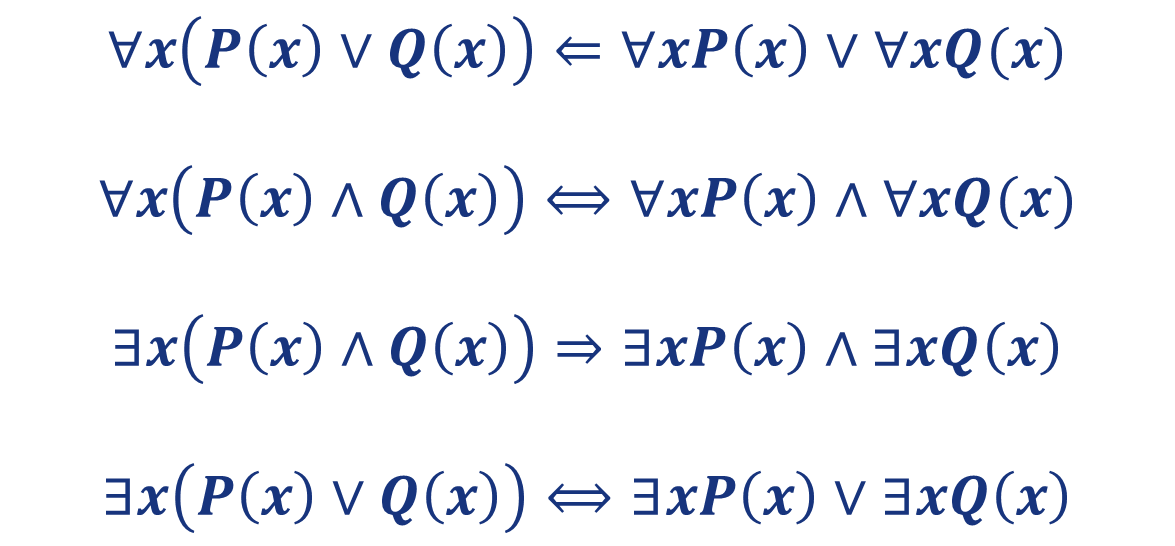 ∀x(P(x) ∨ Q(x)) ⇐ ∀xP(x) ∨ ∀xQ(x)
∀x(P(x) ∧ Q(x)) ⇔ ∀xP(x) ∧ ∀xQ(x)
∃x(P(x) ∧ Q(x)) ⇒ ∃xP(x) ∧ ∃xQ(x)
∃x(P(x) ∨ Q(x)) ⇔ ∃xP(x) ∨ ∃xQ(x)